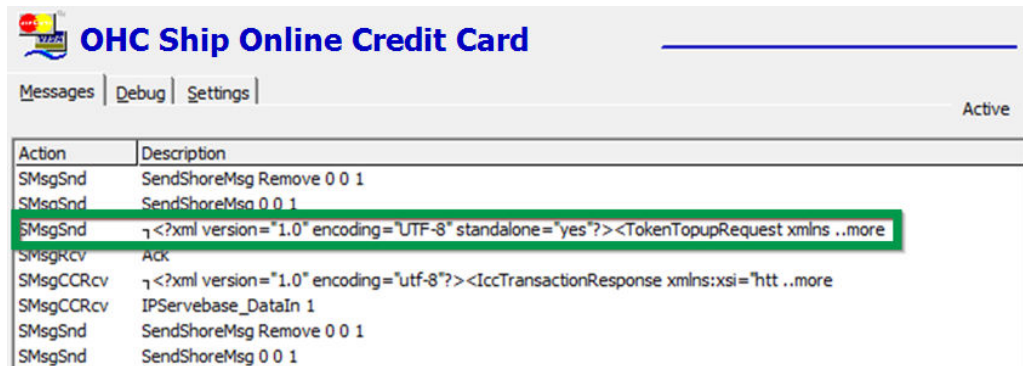 OHC Ship Online Credit Card
Messages Debug Settings
Active
Action Description
SMsgSnd SendShoreMsg Remove 0 0 1
SMsgSnd SendShoreMsg 0 0 1
SMsgSnd ┐<?xml version="1.0" encoding="UTF-8" standalone="yes"?><TokenTopupRequest xmlns ..more
SMsgRcv Ack
SMsgCCRcv ┐<?xml version="1.0" encoding="utf-8"?><IccTransactionResponse xmlns:xsi="htt ..more
SMsgCCRcv IPServebase_DataIn 1
SMsgSnd SendShoreMsg Remove 0 0 1
SMsgSnd SendShoreMsg 0 0 1